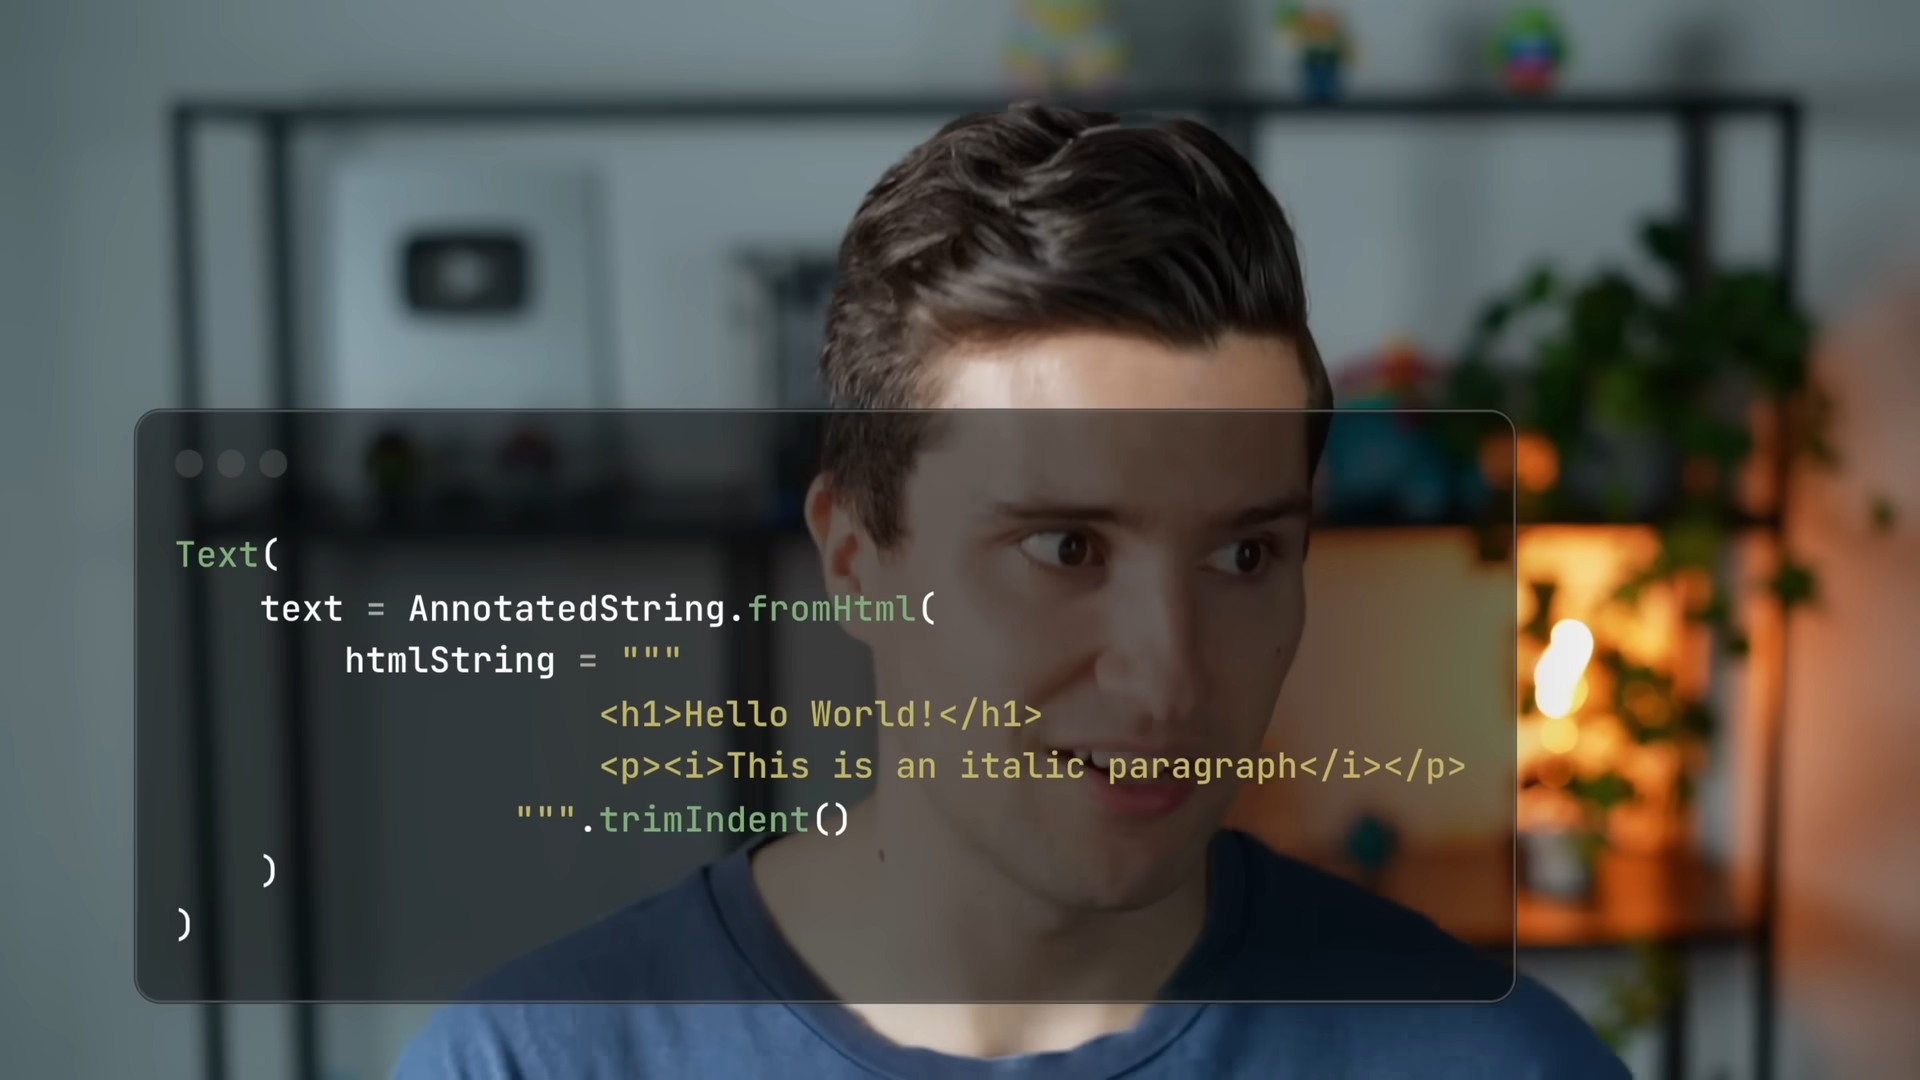 Text(
    text = AnnotatedString.fromHtml(
        htmlString = """
                    <h1>Hello World!</h1>
                    <p><i>This is an italic paragraph</i></p>
                """.trimIndent()
    )
)